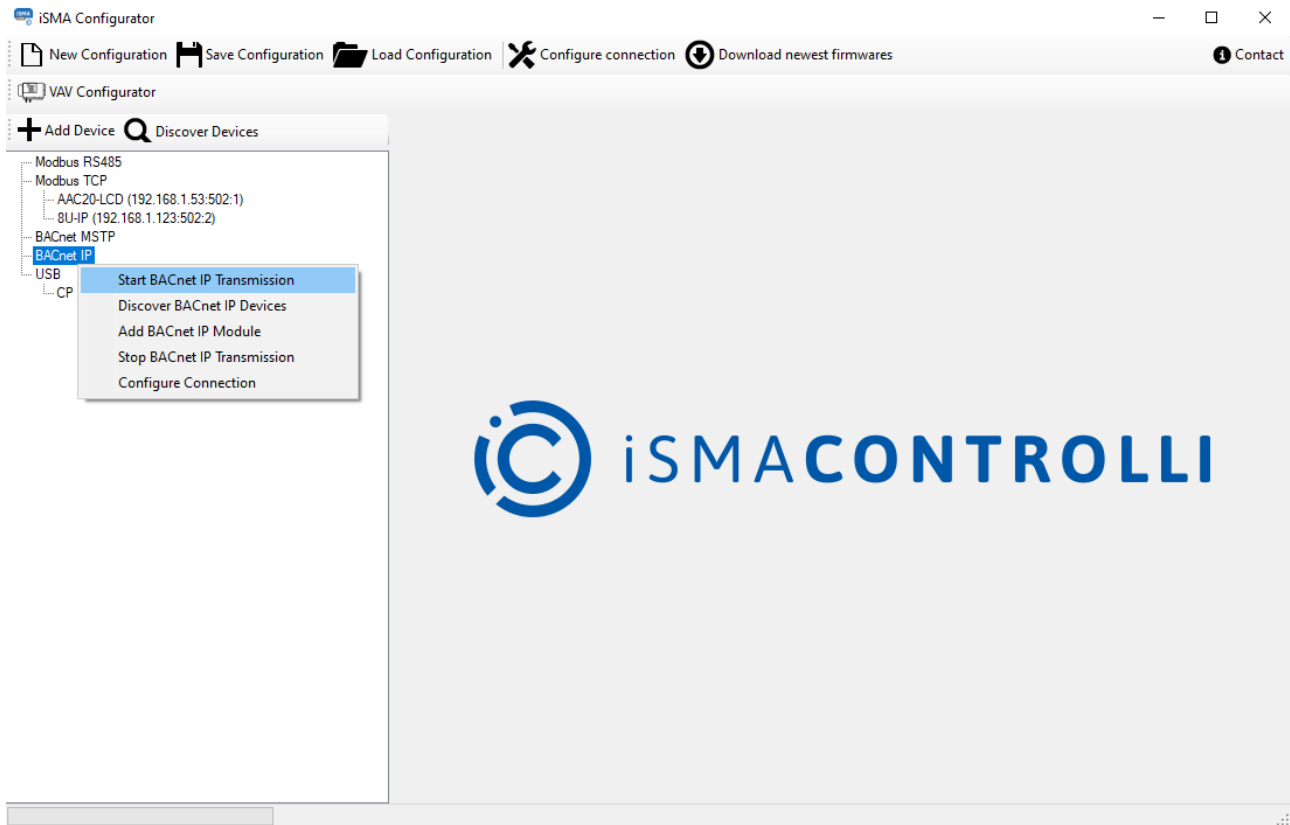 iSMA Configurator
New Configuration Save Configuration Load Configuration Configure connection Download newest firmwares Contact
VAV Configurator
Add Device Discover Devices
Modbus RS485
Modbus TCP
AAC20-LCD (192.168.1.53:502:1)
8U-IP (192.168.1.123:502:2)
BACnet MSTP
BACnet IP
USB
CP
Start BACnet IP Transmission
Discover BACnet IP Devices
Add BACnet IP Module
Stop BACnet IP Transmission
Configure Connection
iSMACONTROLLI